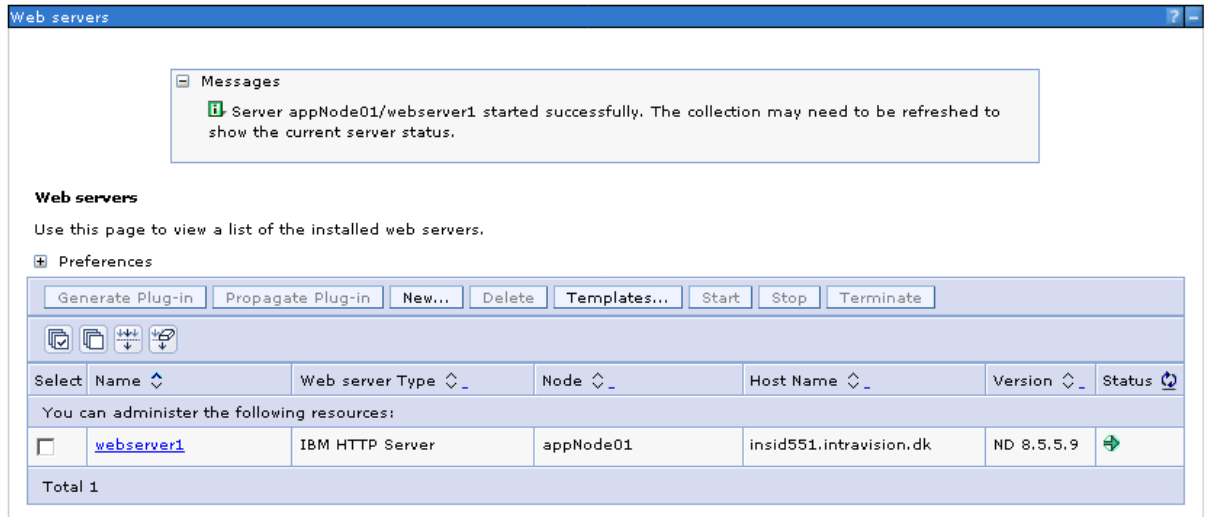 Web servers ? –
Messages
Server appNode01/webserver1 started successfully. The collection may need to be refreshed to
show the current server status.
Web servers
Use this page to view a list of the installed web servers.
Preferences
Generate Plug-in Propagate Plug-in New... Delete Templates... Start Stop Terminate
Select Name Web server Type Node Host Name Version Status
You can administer the following resources:
webserver1 IBM HTTP Server appNode01 insid551.intravision.dk ND 8.5.5.9
Total 1